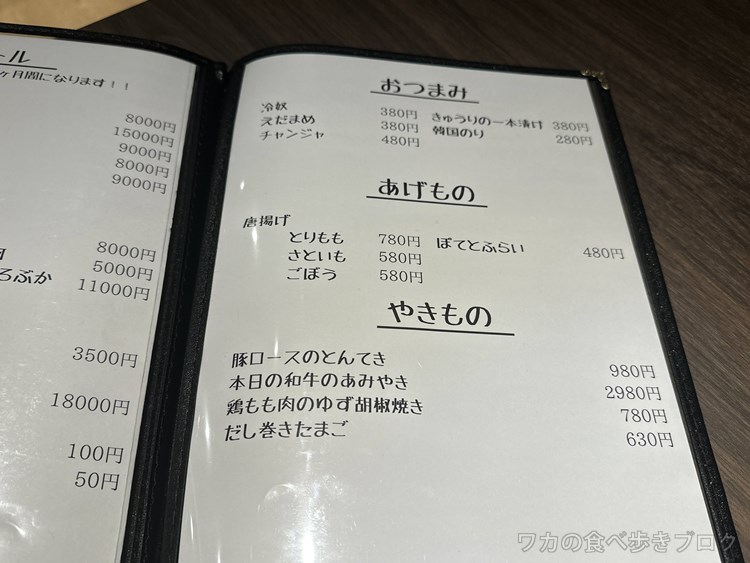 ール
ヶ月間になります！！
8000円
15000円
9000円
8000円
9000円
8000円
5000円
ろぶか 11000円
3500円
18000円
100円
50円
おつまみ
冷奴 380円 きゅうりの一本漬け 380円
えだまめ 380円 韓国のり 280円
チャンジャ 480円
あげもの
唐揚げ
とりもも 780円 ぽてとふらい 480円
さといも 580円
ごぼう 580円
やきもの
豚ロースのとんてき 980円
本日の和牛のあみやき 2980円
鶏もも肉のゆず胡椒焼き 780円
だし巻きたまご 630円
ワカの食べ歩きブログ